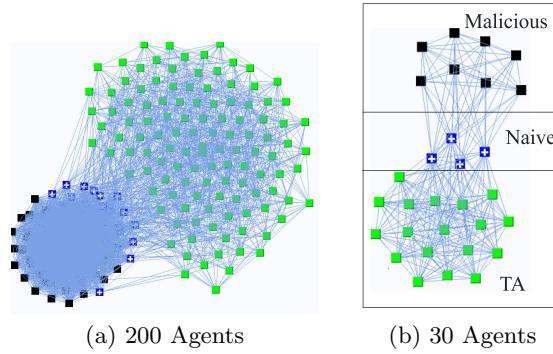 Malicious
Naive
TA
(a) 200 Agents
(b) 30 Agents